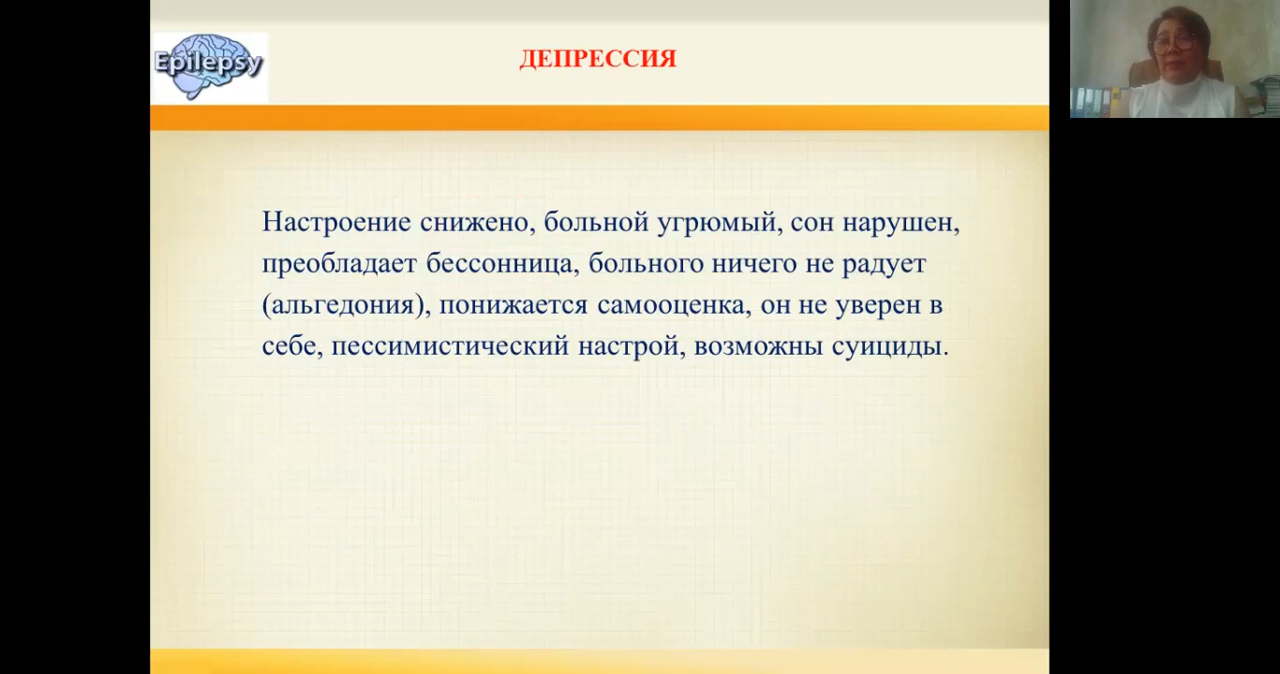 Epilepsy
ДЕПРЕССИЯ
Настроение снижено, больной угрюмый, сон нарушен,
преобладает бессонница, больного ничего не радует
(альгедония), понижается самооценка, он не уверен в
себе, пессимистический настрой, возможны суициды.